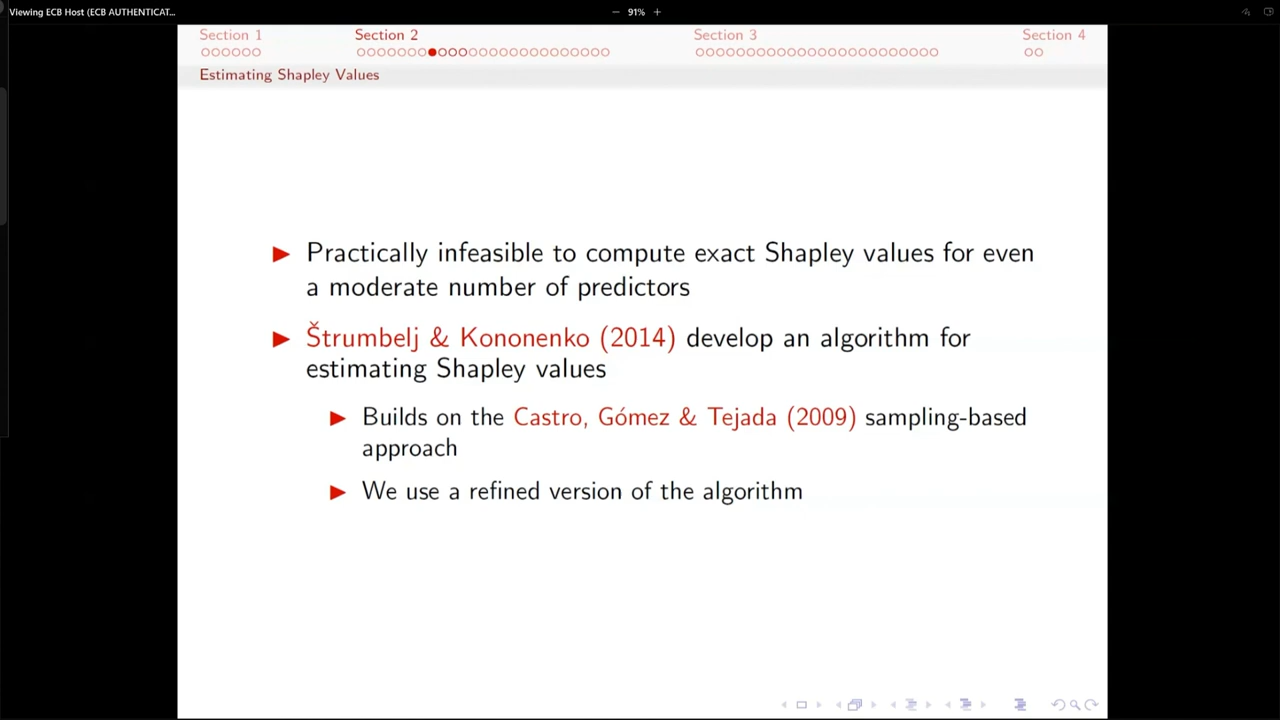 Viewing ECB Host (ECB AUTHENTICAT...
91%
Section 1
Section 2
Section 3
Section 4
Estimating Shapley Values
Practically infeasible to compute exact Shapley values for even
a moderate number of predictors
Štrumbelj & Kononenko (2014) develop an algorithm for
estimating Shapley values
Builds on the Castro, Gómez & Tejada (2009) sampling-based
approach
We use a refined version of the algorithm